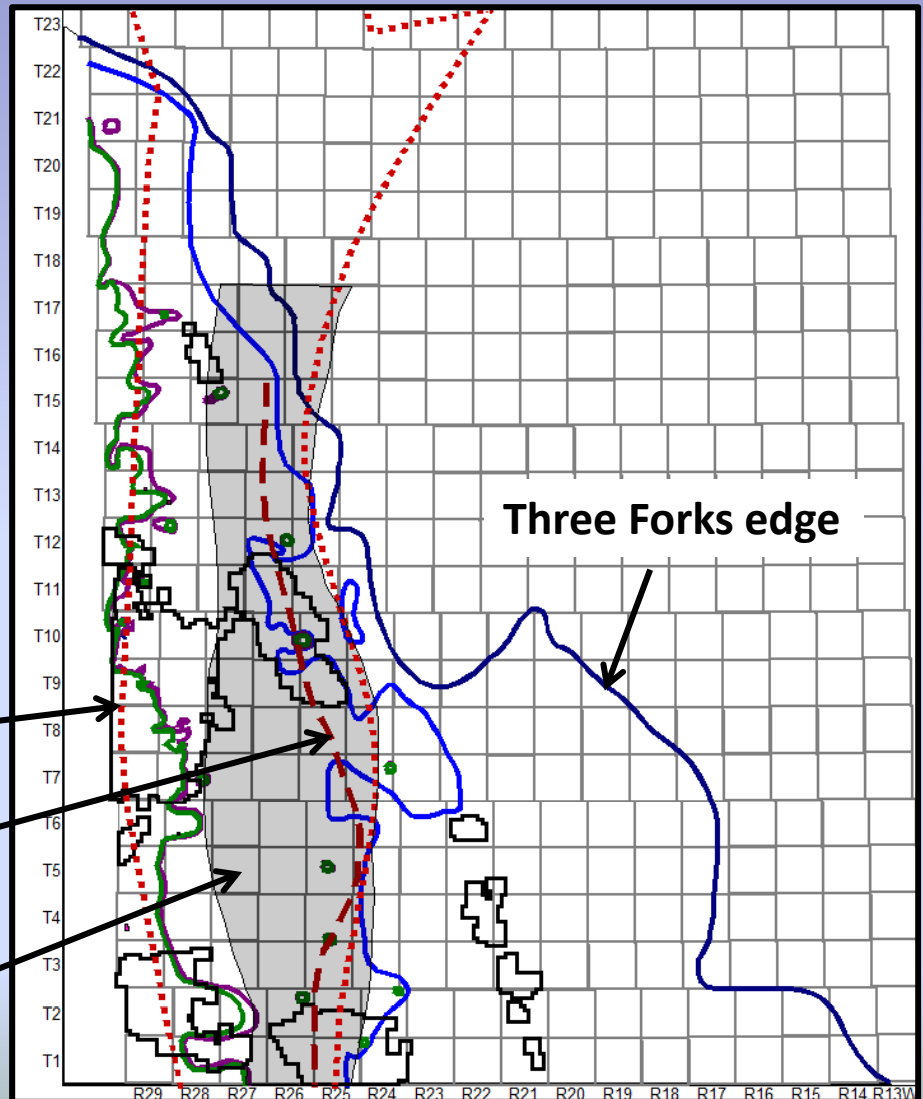 T23
T22
T21
T20
T19
T18
T17
T16
T15
T14
T13
T12
Three Forks edge
T11
T10
T9
T8
T7
T6
T5
T4
T3
T2
T1
R29 R28 R27 R26 R25 R24 R23 R22 R21 R20 R19 R18 R17 R16 R15 R14 R13W